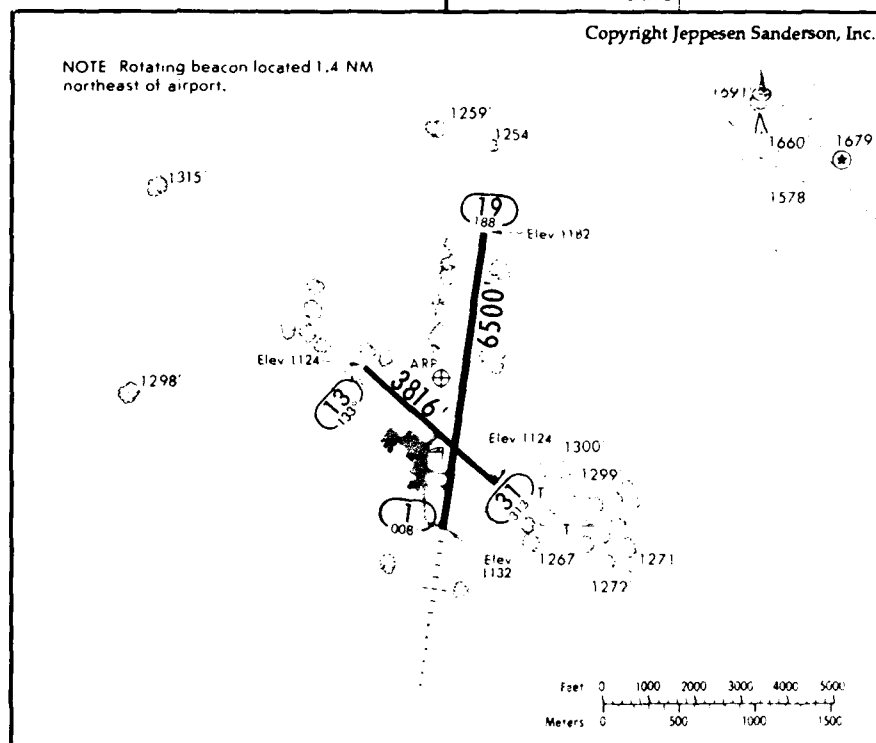 Copyright Jeppesen Sanderson, Inc.
NOTE Rotating beacon located 1.4 NM
northeast of airport.
1691'
1259'
1254
1660'
1679
1315'
1578
19
188
Elev 1182
6500'
Elev 1124
ARP
3816'
1298'
13
133°
Elev 1124
1300'
1299'
31
313
T
1
008
T
Elev
1132
1267
1271
1272'
Feet 0 1000 2000 3000 4000 5000
Meters 0 500 1000 1500